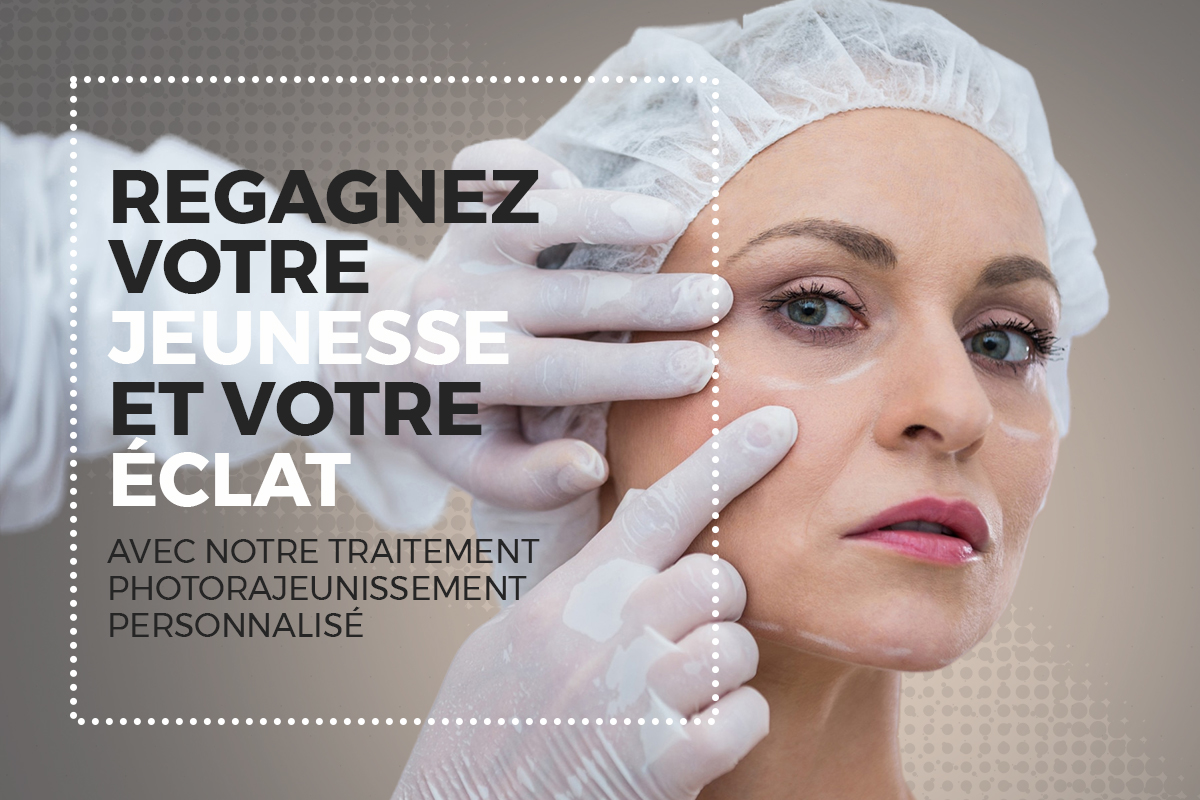 REGAGNEZ
VOTRE
JEUNESSE
ET VOTRE
ÉCLAT
AVEC NOTRE TRAITEMENT
PHOTORAJEUNISSEMENT
PERSONNALISÉ